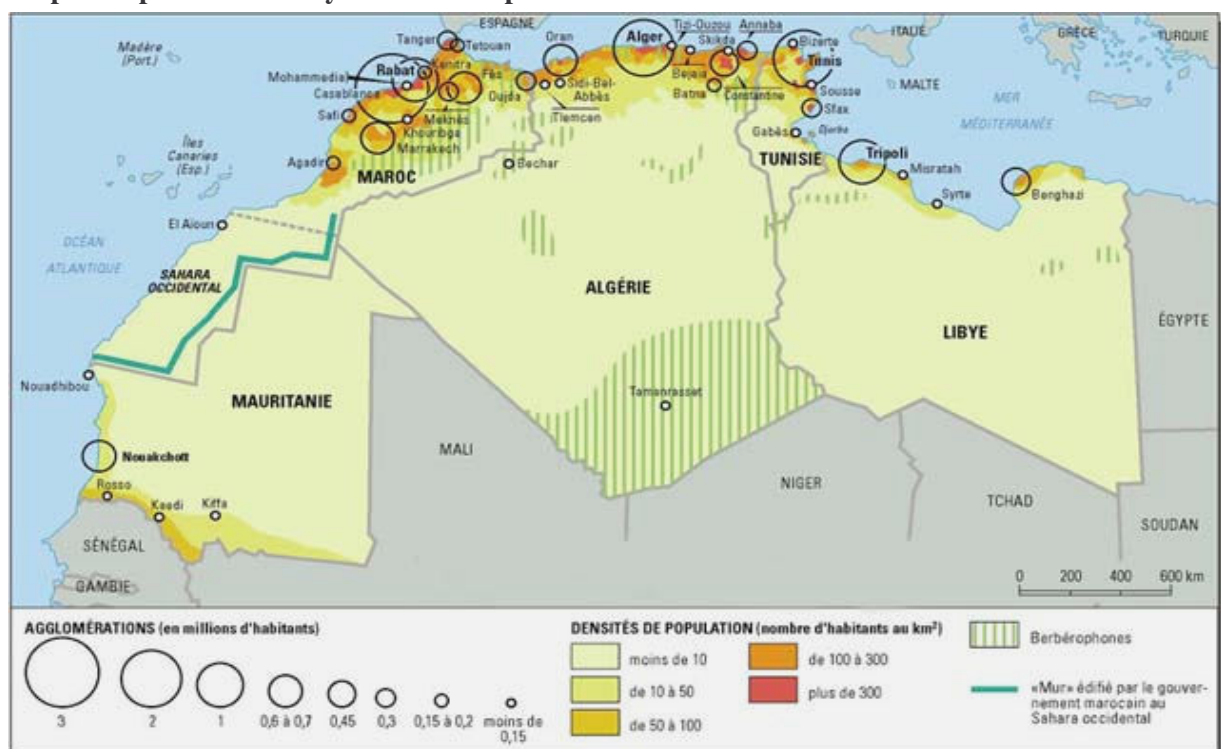 ESPAGNE
ITALIE
GRÈCE
TURQUIE
Madère
(Port.)
Tanger
Tetouan
Oran
Alger
Tizi-Ouzou
Skikda
Annaba
Bizerte
Tunis
MALTE
Mohammedia
Rabat
Kenitra
Fès
Casablanca
Oujda
Sidi-Bel-
Abbès
Bejaia
Batna
Constantine
Sousse
Sfax
MER
MÉDITERRANÉE
Safi
Meknès
Tlemcen
Khouribga
Marrakech
Gabès
Djerba
Îles
Canaries
(Esp.)
Agadir
MAROC
Bechar
TUNISIE
Tripoli
Misratah
Syrte
Benghazi
El Aioun
OCÉAN
ATLANTIQUE
SAHARA
OCCIDENTAL
ALGÉRIE
LIBYE
ÉGYPTE
Nouadhibou
MAURITANIE
Tamanrasset
MALI
Nouakchott
NIGER
TCHAD
SOUDAN
Rosso
Kaedi
Kiffa
SÉNÉGAL
GAMBIE
0 200 400 600 km
AGGLOMÉRATIONS (en millions d'habitants)
3
2
1
0,6 à 0,7
0,45
0,3
0,15 à 0,2
moins de
0,15
DENSITÉS DE POPULATION (nombre d'habitants au km²)
moins de 10
de 10 à 50
de 50 à 100
de 100 à 300
plus de 300
Berbérophones
«Mur» édifié par le gouver-
nement marocain au
Sahara occidental